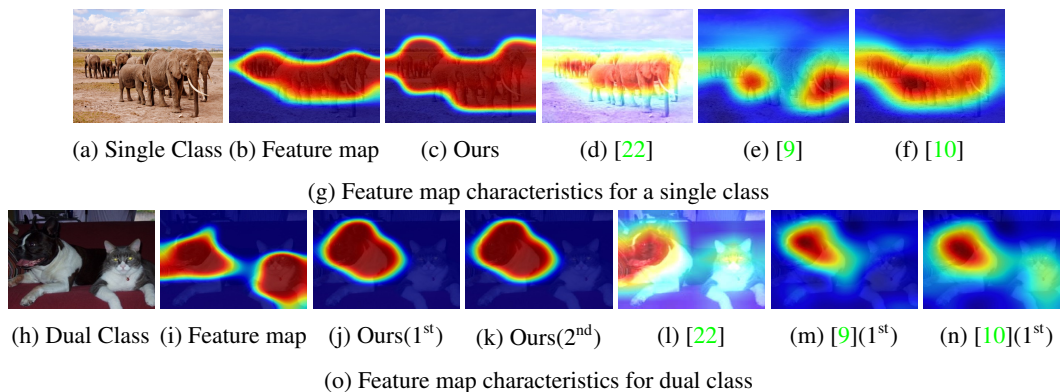 (a) Single Class (b) Feature map (c) Ours (d) [22] (e) [9] (f) [10]
(g) Feature map characteristics for a single class
(h) Dual Class (i) Feature map (j) Ours(1st) (k) Ours(2nd) (l) [22] (m) [9](1st) (n) [10](1st)
(o) Feature map characteristics for dual class